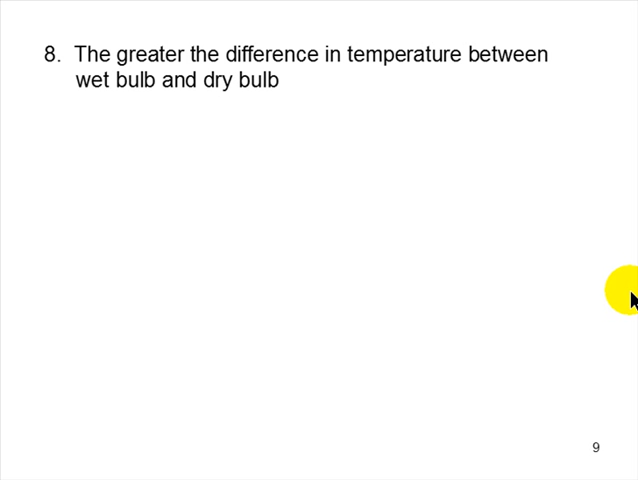 8. The greater the difference in temperature between
wet bulb and dry bulb
9